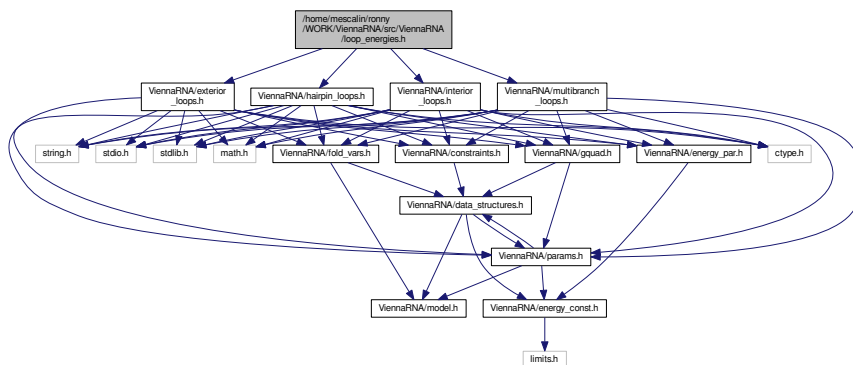 /home/mescalin/ronny
/WORK/ViennaRNA/src/ViennaRNA
/loop_energies.h
ViennaRNA/exterior
_loops.h
ViennaRNA/hairpin_loops.h
ViennaRNA/interior
_loops.h
ViennaRNA/multibranch
_loops.h
string.h
stdio.h
stdlib.h
math.h
ViennaRNA/fold_vars.h
ViennaRNA/constraints.h
ViennaRNA/gquad.h
ViennaRNA/energy_par.h
ctype.h
ViennaRNA/data_structures.h
ViennaRNA/params.h
ViennaRNA/model.h
ViennaRNA/energy_const.h
limits.h